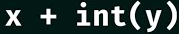 x + int(y)